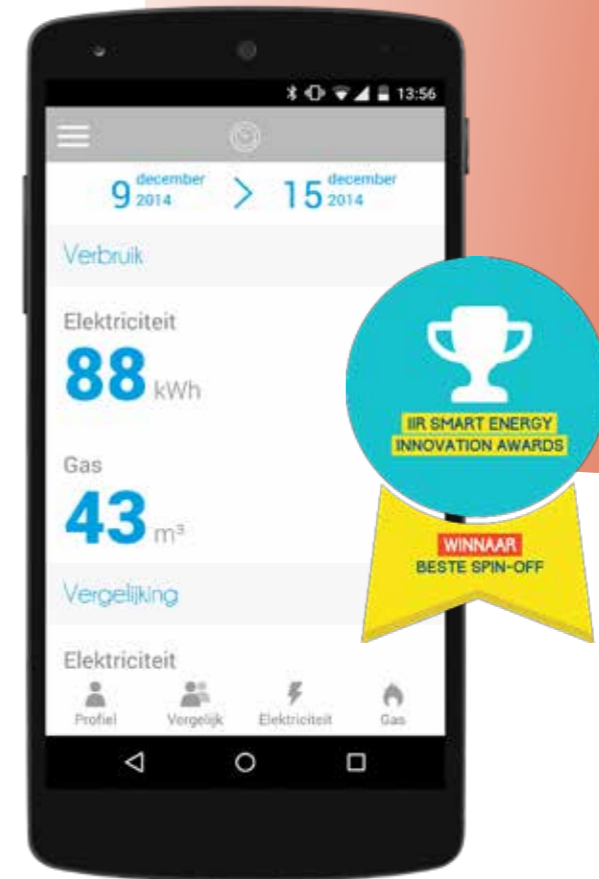 13:56
9 december 2014 > 15 december 2014
Verbruik
Elektriciteit
88 kWh
Gas
43 m³
Vergelijking
Elektriciteit
Profiel Vergelijk Elektriciteit Gas
IIR SMART ENERGY
INNOVATION AWARDS
WINNAAR
BESTE SPIN-OFF